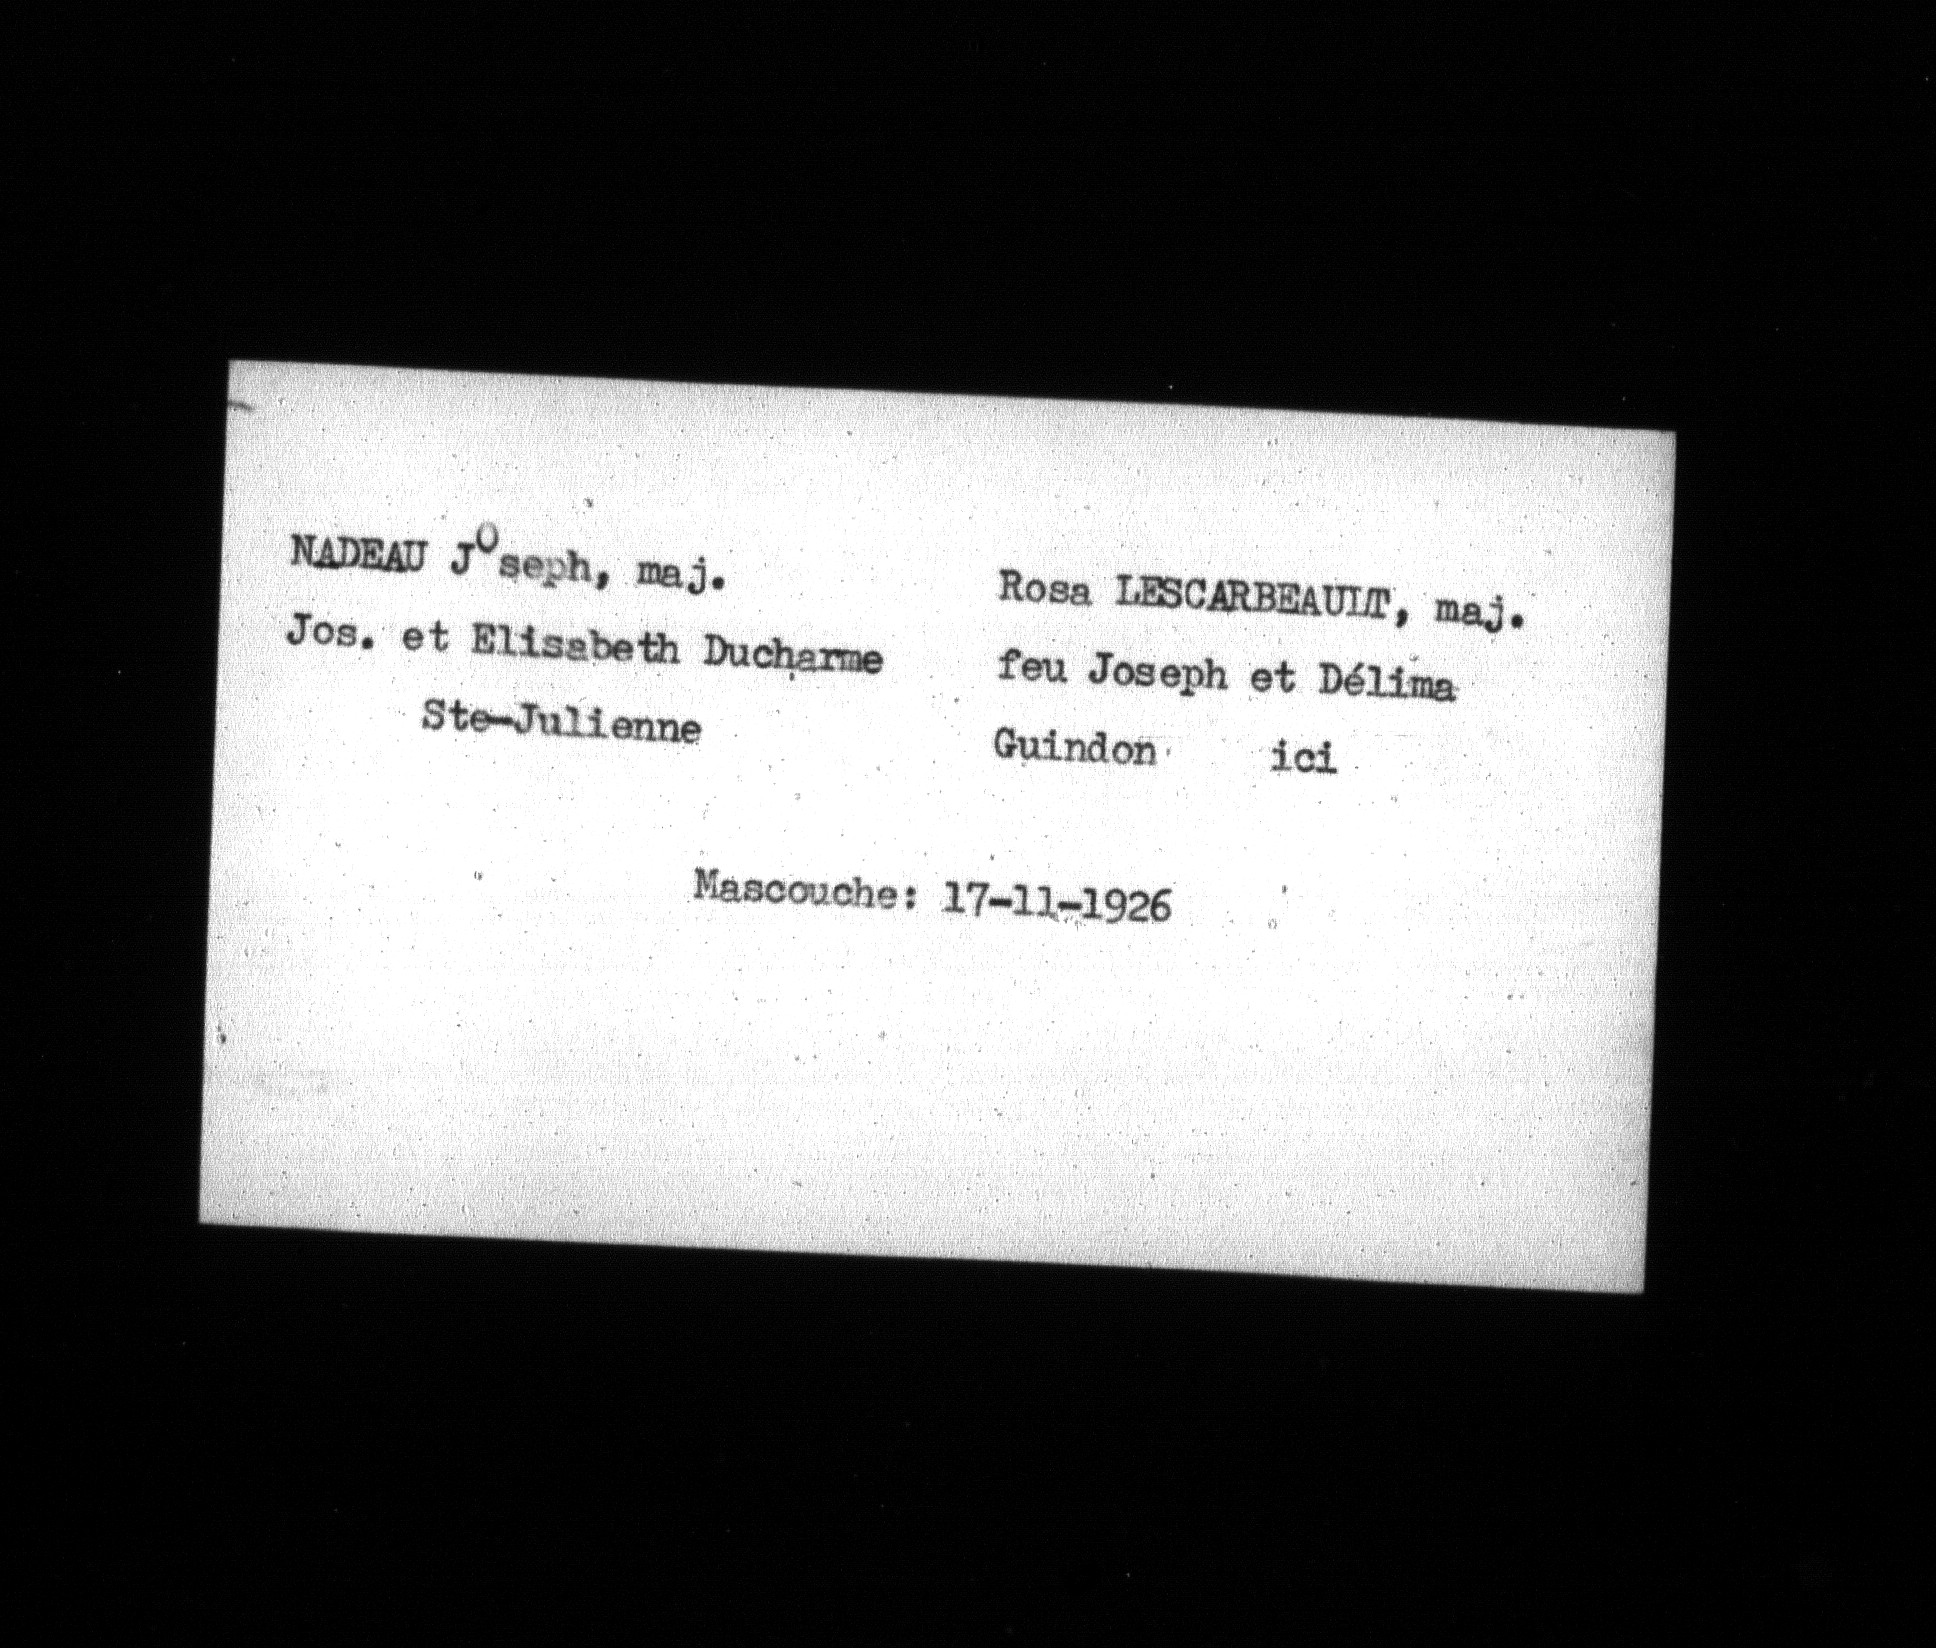 NADEAU JOseph, maj.
Jos. et Elisabeth Ducharme
Ste-Julienne
Rosa LESCARBEAULT, maj.
feu Joseph et Délima
Guindon ici
Mascouche: 17-11-1926